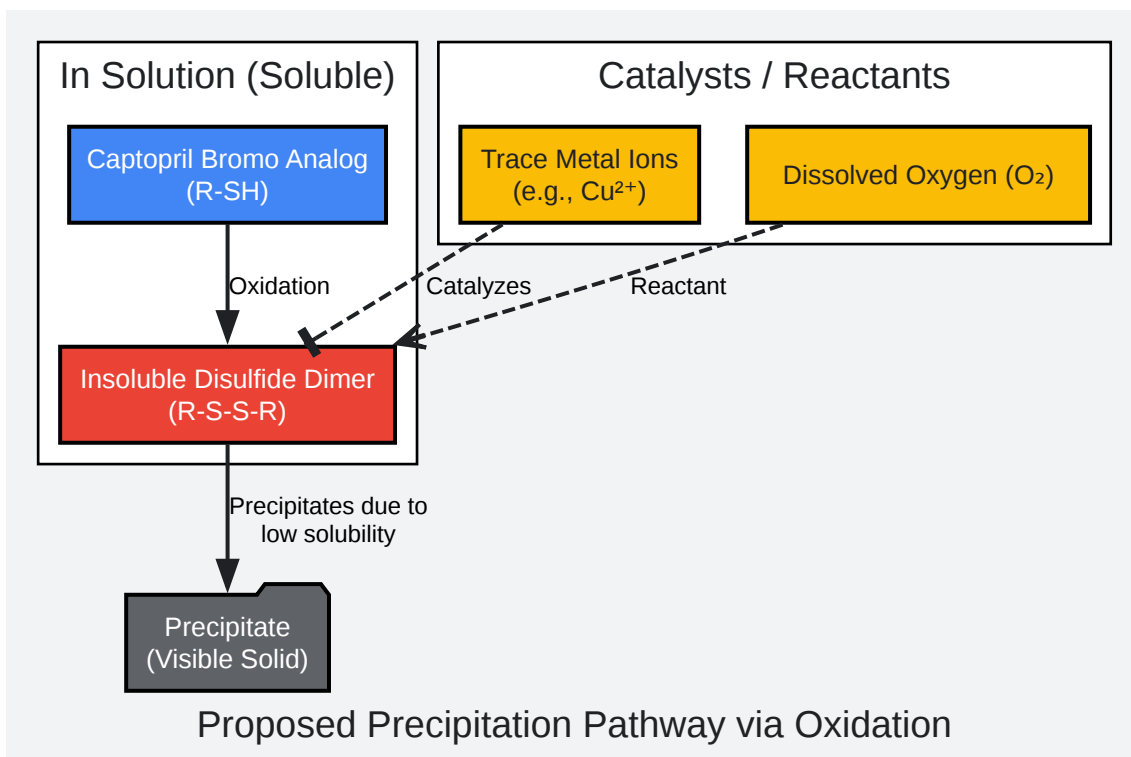 In Solution (Soluble)
Catalysts / Reactants
Captopril Bromo Analog
(R-SH)
Trace Metal Ions
(e.g., Cu²⁺)
Dissolved Oxygen (O₂)
Oxidation
Catalyzes
Reactant
Insoluble Disulfide Dimer
(R-S-S-R)
Precipitates due to
low solubility
Precipitate
(Visible Solid)
Proposed Precipitation Pathway via Oxidation